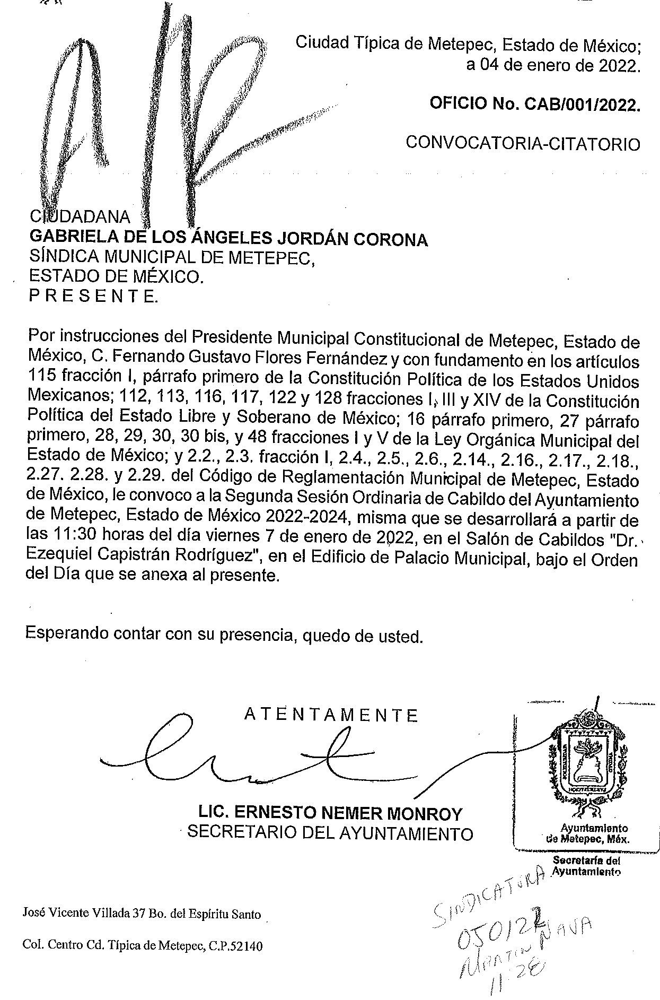 Ciudad Típica de Metepec, Estado de México;
a 04 de enero de 2022.
OFICIO No. CAB/001/2022.
CONVOCATORIA-CITATORIO
CIUDADANA
GABRIELA DE LOS ÁNGELES JORDÁN CORONA
SÍNDICA MUNICIPAL DE METEPEC,
ESTADO DE MÉXICO.
P R E S E N T E.
Por instrucciones del Presidente Municipal Constitucional de Metepec, Estado de
México, C. Fernando Gustavo Flores Fernández y con fundamento en los artículos
115 fracción I, párrafo primero de la Constitución Política de los Estados Unidos
Mexicanos; 112, 113, 116, 117, 122 y 128 fracciones I, III y XIV de la Constitución
Política del Estado Libre y Soberano de México; 16 párrafo primero, 27 párrafo
primero, 28, 29, 30, 30 bis, y 48 fracciones I y V de la Ley Orgánica Municipal del
Estado de México; y 2.2., 2.3. fracción I, 2.4., 2.5., 2.6., 2.14., 2.16., 2.17., 2.18.,
2.27. 2.28. y 2.29. del Código de Reglamentación Municipal de Metepec, Estado
de México, le convoco a la Segunda Sesión Ordinaria de Cabildo del Ayuntamiento
de Metepec, Estado de México 2022-2024, misma que se desarrollará a partir de
las 11:30 horas del día viernes 7 de enero de 2022, en el Salón de Cabildos "Dr.
Ezequiel Capistrán Rodríguez", en el Edificio de Palacio Municipal, bajo el Orden
del Día que se anexa al presente.
Esperando contar con su presencia, quedo de usted.
A T E N T A M E N T E
LIC. ERNESTO NEMER MONROY
SECRETARIO DEL AYUNTAMIENTO
Ayuntamiento
de Metepec, Méx.
Secretaría del
Ayuntamiento
SINDICATURA
050122
MARTIN NAVA
11:28
José Vicente Villada 37 Bo. del Espíritu Santo
Col. Centro Cd. Típica de Metepec, C.P.52140